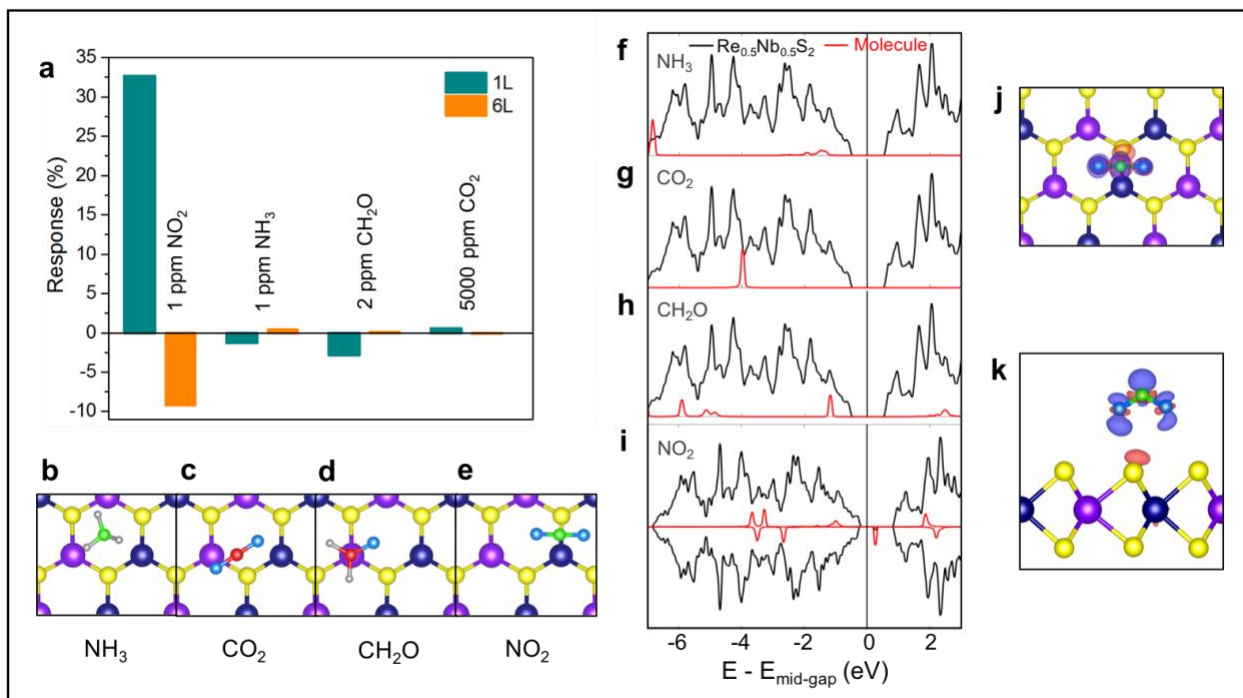 a
35
30
25
20
15
10
5
0
-5
-10
Response (%)
1L
6L
1 ppm NO₂
1 ppm NH₃
2 ppm CH₂O
5000 ppm CO₂
b
c
d
e
NH₃
CO₂
CH₂O
NO₂
f
Re₀.₅Nb₀.₅S₂
Molecule
NH₃
g
CO₂
h
CH₂O
i
NO₂
-6
-4
-2
0
2
E - Eₘᵢd-gap (eV)
j
k